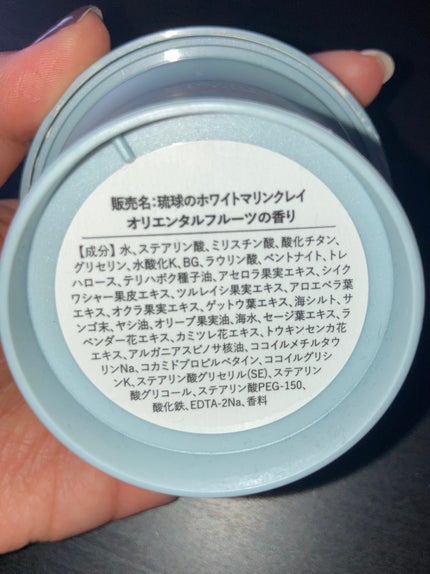 販売名:琉球のホワイトマリンクレイ
オリエンタルフルーツの香り
【成分】水、ステアリン酸、ミリスチン酸、酸化チタン、
グリセリン、水酸化K、BG、ラウリン酸、ベントナイト、トレ
ハロース、テリハボク種子油、アセロラ果実エキス、シイク
ワシャー果皮エキス、ツルレイシ果実エキス、アロエベラ葉
エキス、オクラ果実エキス、ゲットウ葉エキス、海シルト、サ
ンゴ末、ヤシ油、オリーブ果実油、海水、セージ葉エキス、ラ
ベンダー花エキス、カミツレ花エキス、トウキンセンカ花
エキス、アルガニアスピノサ核油、ココイルメチルタウ
リンNa、コカミドプロピルベタイン、ココイルグリシ
ンK、ステアリン酸グリセリル(SE)、ステアリン
酸グリコール、ステアリン酸PEG-150、
酸化鉄、EDTA-2Na、香料